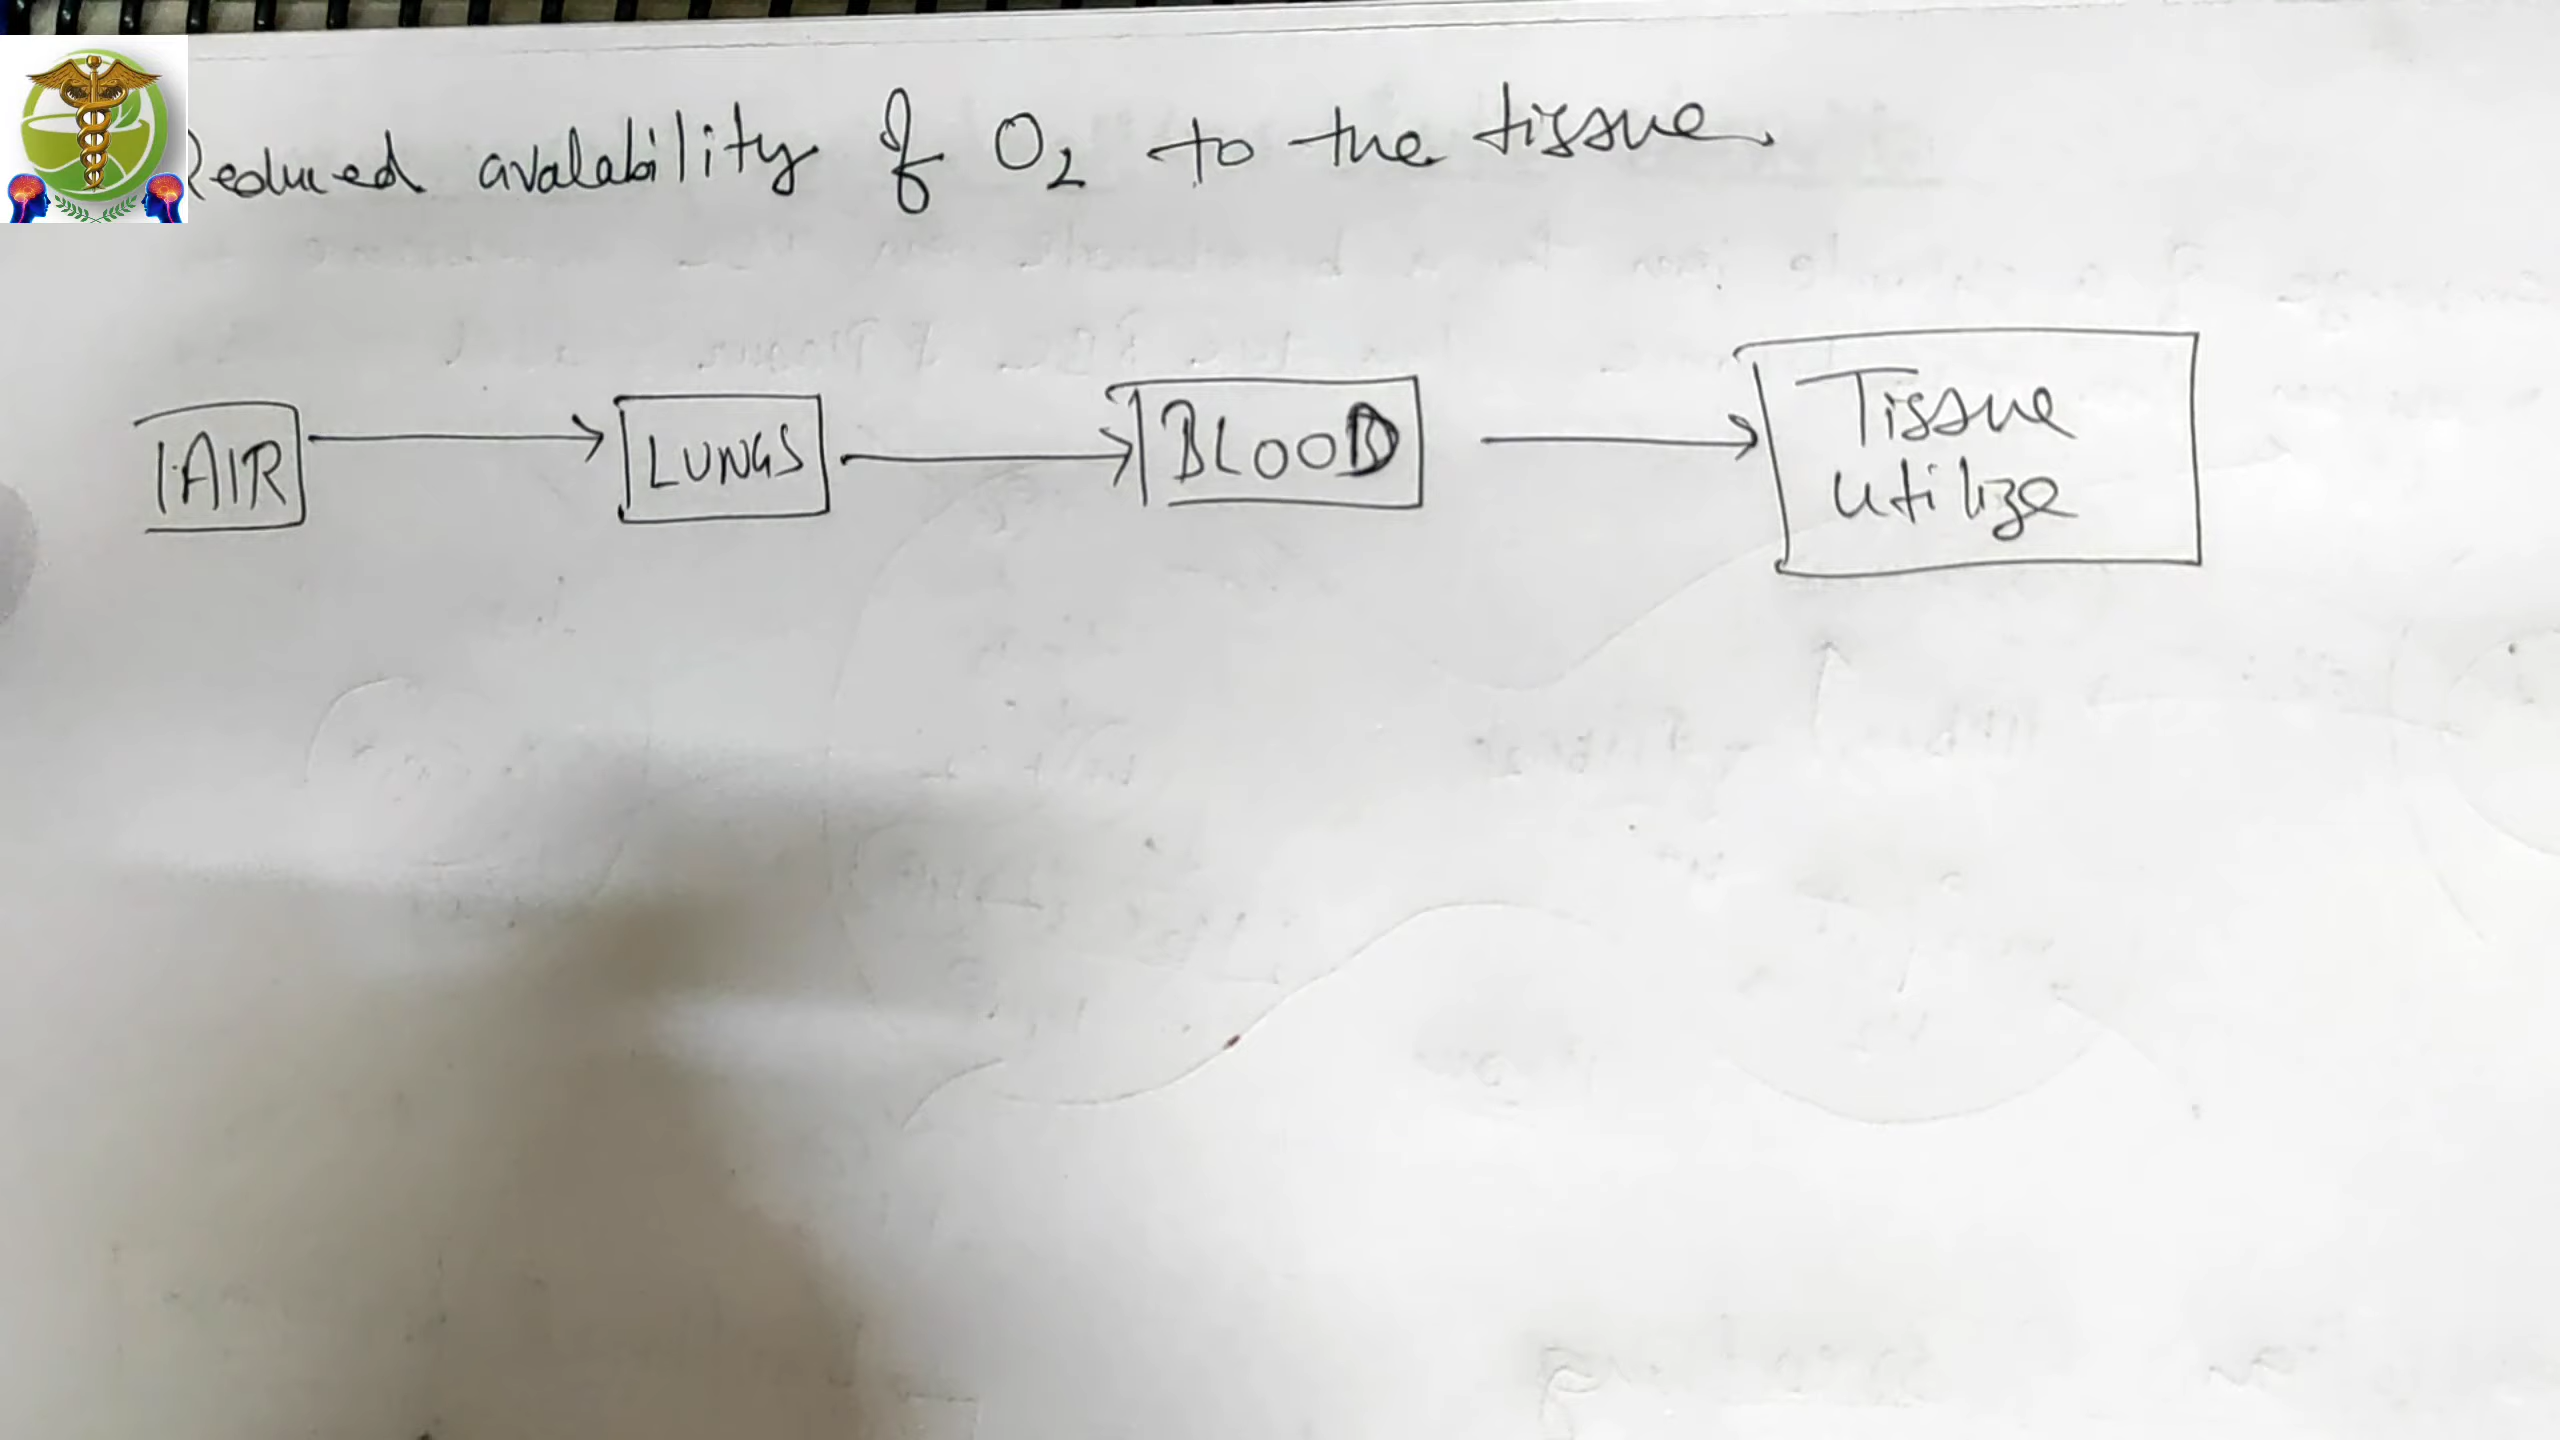 Reduced avalability of O2 to the tissue.
1.AIR
LUNGS
BLOOD
Tissue
utilize